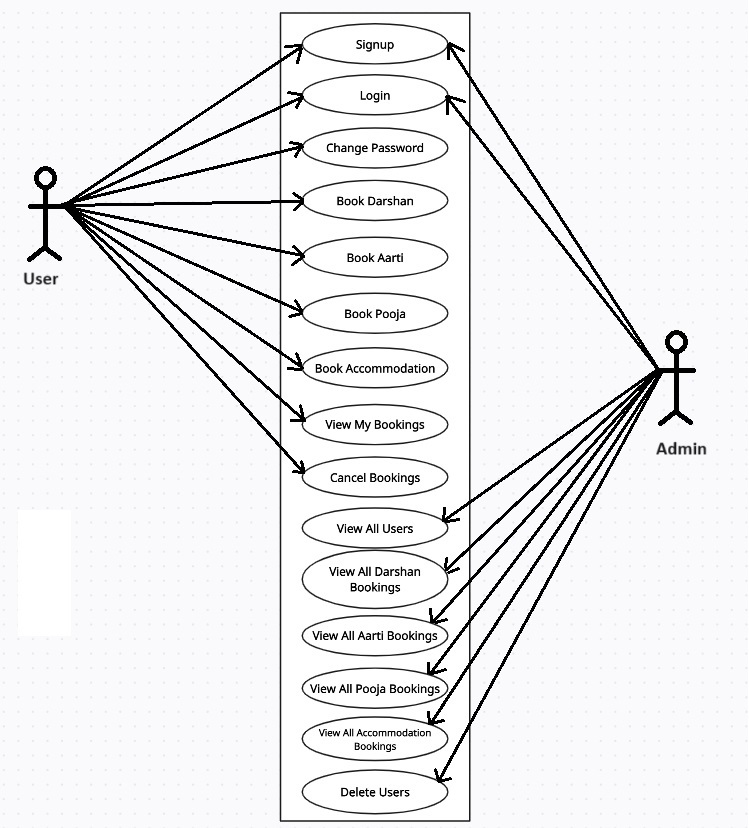 Signup
Login
Change Password
Book Darshan
Book Aarti
Book Pooja
Book Accommodation
View My Bookings
Cancel Bookings
View All Users
View All Darshan
Bookings
View All Aarti Bookings
View All Pooja Bookings
View All Accommodation
Bookings
Delete Users
User
Admin